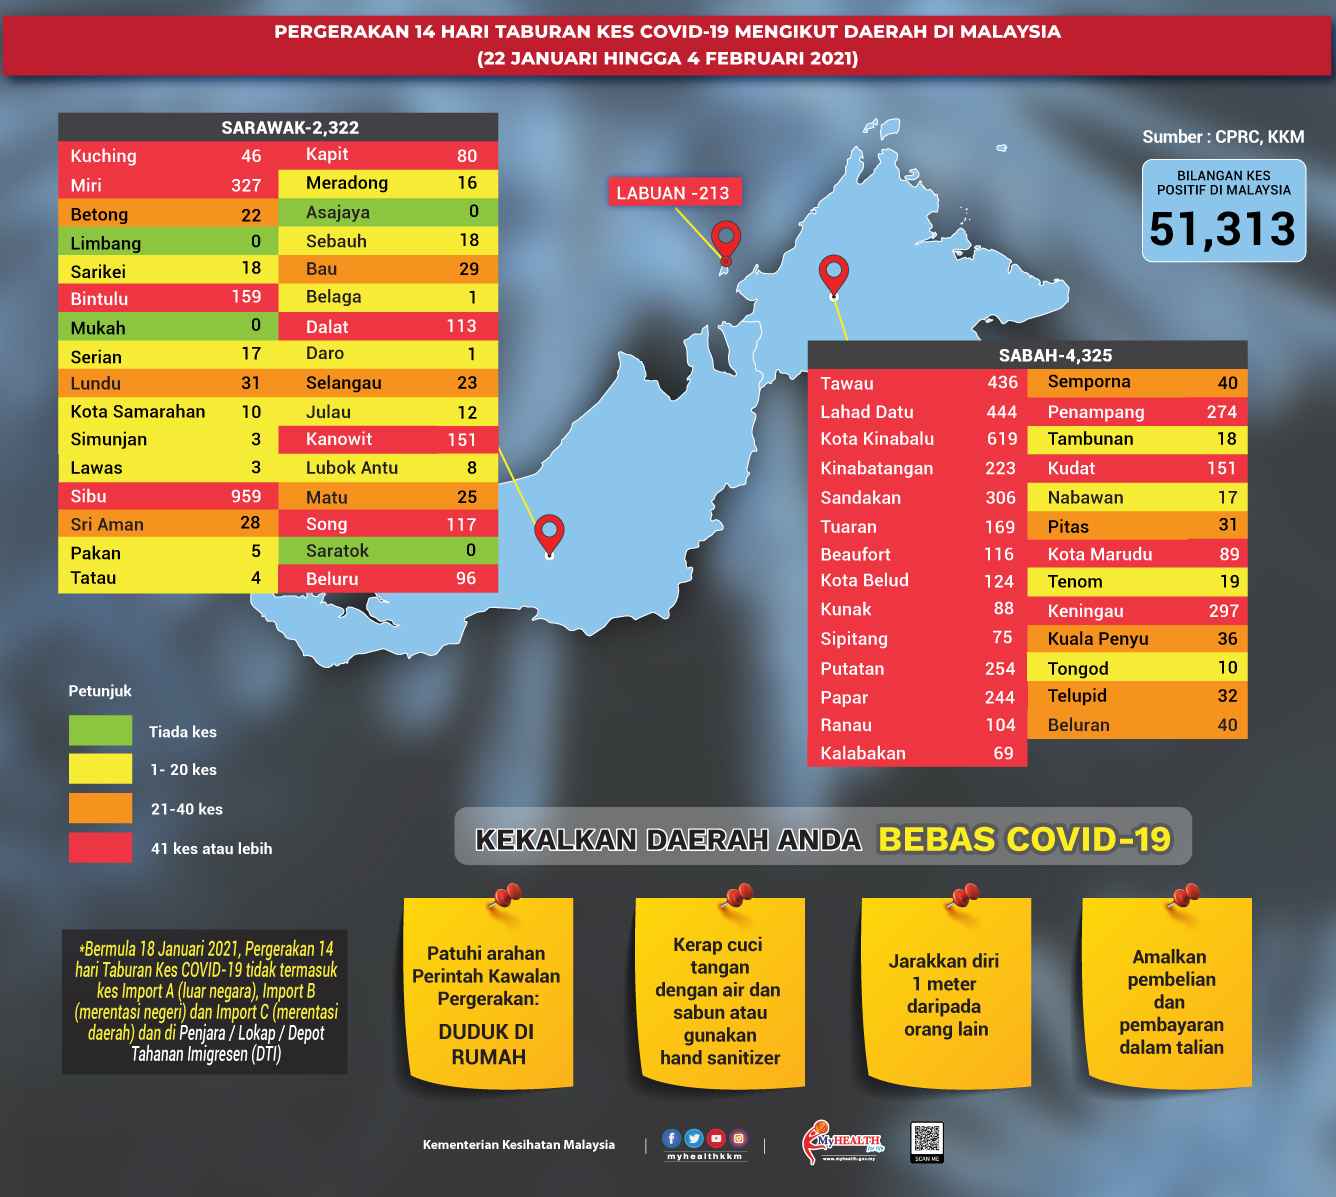 PERGERAKAN 14 HARI TABURAN KES COVID-19 MENGIKUT DAERAH DI MALAYSIA
(22 JANUARI HINGGA 4 FEBRUARI 2021)
SARAWAK-2,322
Kuching 46
Miri 327
Betong 22
Limbang 0
Sarikei 18
Bintulu 159
Mukah 0
Serian 17
Lundu 31
Kota Samarahan 10
Simunjan 3
Lawas 3
Sibu 959
Sri Aman 28
Pakan 5
Tatau 4
Kapit 80
Meradong 16
Asajaya 0
Sebauh 18
Bau 29
Belaga 1
Dalat 113
Daro 1
Selangau 23
Julau 12
Kanowit 151
Lubok Antu 8
Matu 25
Song 117
Saratok 0
Beluru 96
LABUAN -213
Sumber : CPRC, KKM
BILANGAN KES
POSITIF DI MALAYSIA
51,313
SABAH-4,325
Tawau 436
Lahad Datu 444
Kota Kinabalu 619
Kinabatangan 223
Sandakan 306
Tuaran 169
Beaufort 116
Kota Belud 124
Kunak 88
Sipitang 75
Putatan 254
Papar 244
Ranau 104
Kalabakan 69
Semporna 40
Penampang 274
Tambunan 18
Kudat 151
Nabawan 17
Pitas 31
Kota Marudu 89
Tenom 19
Keningau 297
Kuala Penyu 36
Tongod 10
Telupid 32
Beluran 40
Petunjuk
Tiada kes
1- 20 kes
21-40 kes
41 kes atau lebih
KEKALKAN DAERAH ANDA BEBAS COVID-19
*Bermula 18 Januari 2021, Pergerakan 14
hari Taburan Kes COVID-19 tidak termasuk
kes Import A (luar negara), Import B
(merentasi negeri) dan Import C (merentasi
daerah) dan di Penjara / Lokap / Depot
Tahanan Imigresen (DTI)
Patuhi arahan
Perintah Kawalan
Pergerakan:
DUDUK DI
RUMAH
Kerap cuci
tangan
dengan air dan
sabun atau
gunakan
hand sanitizer
Jarakkan diri
1 meter
daripada
orang lain
Amalkan
pembelian
dan
pembayaran
dalam talian
Kementerian Kesihatan Malaysia
myhealthkkm
MyHEALTH
for life
www.myhealth.gov.my
SCAN ME